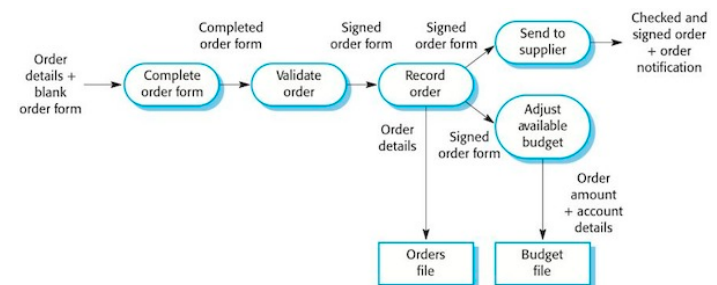 Order
details +
blank
order form
Complete
order form
Completed
order form
Validate
order
Signed
order form
Record
order
Signed
order form
Send to
supplier
Checked and
signed order
+ order
notification
Order
details
Signed
order form
Adjust
available
budget
Order
amount
+ account
details
Orders
file
Budget
file